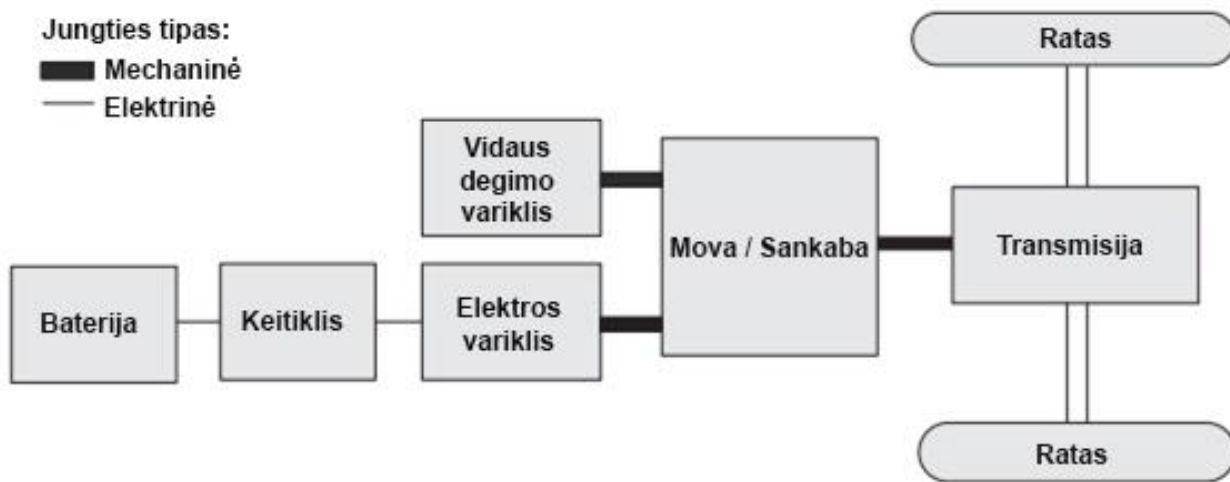 Jungties tipas:
Mechaninė
Elektrinė
Ratas
Vidaus
degimo
variklis
Mova / Sankaba
Transmisija
Baterija
Keitiklis
Elektros
variklis
Ratas